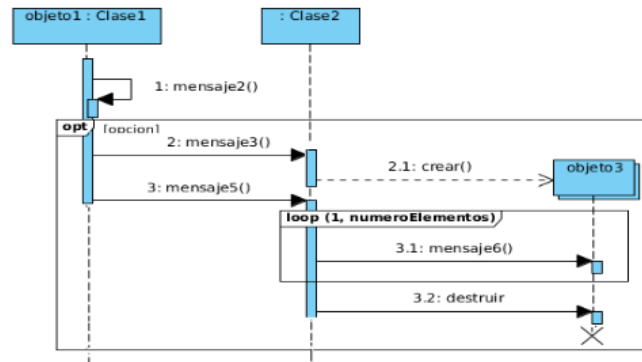 objeto1 : Clase1
: Clase2
1: mensaje2()
opt
[opcion]
2: mensaje3()
2.1: crear()
objeto3
3: mensaje5()
loop (1, numeroElementos)
3.1: mensaje6()
3.2: destruir